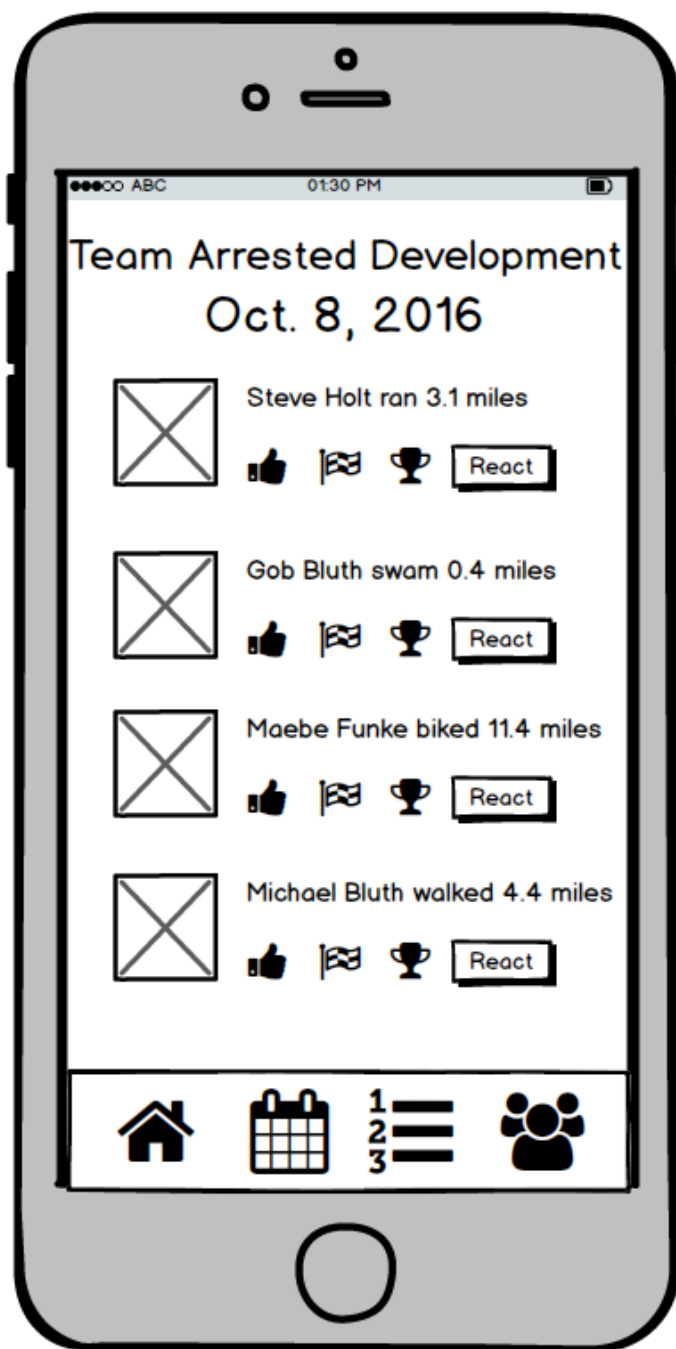 ABC 01:30 PM
Team Arrested Development
Oct. 8, 2016
Steve Holt ran 3.1 miles
React
Gob Bluth swam 0.4 miles
React
Maebe Funke biked 11.4 miles
React
Michael Bluth walked 4.4 miles
React
1
2
3